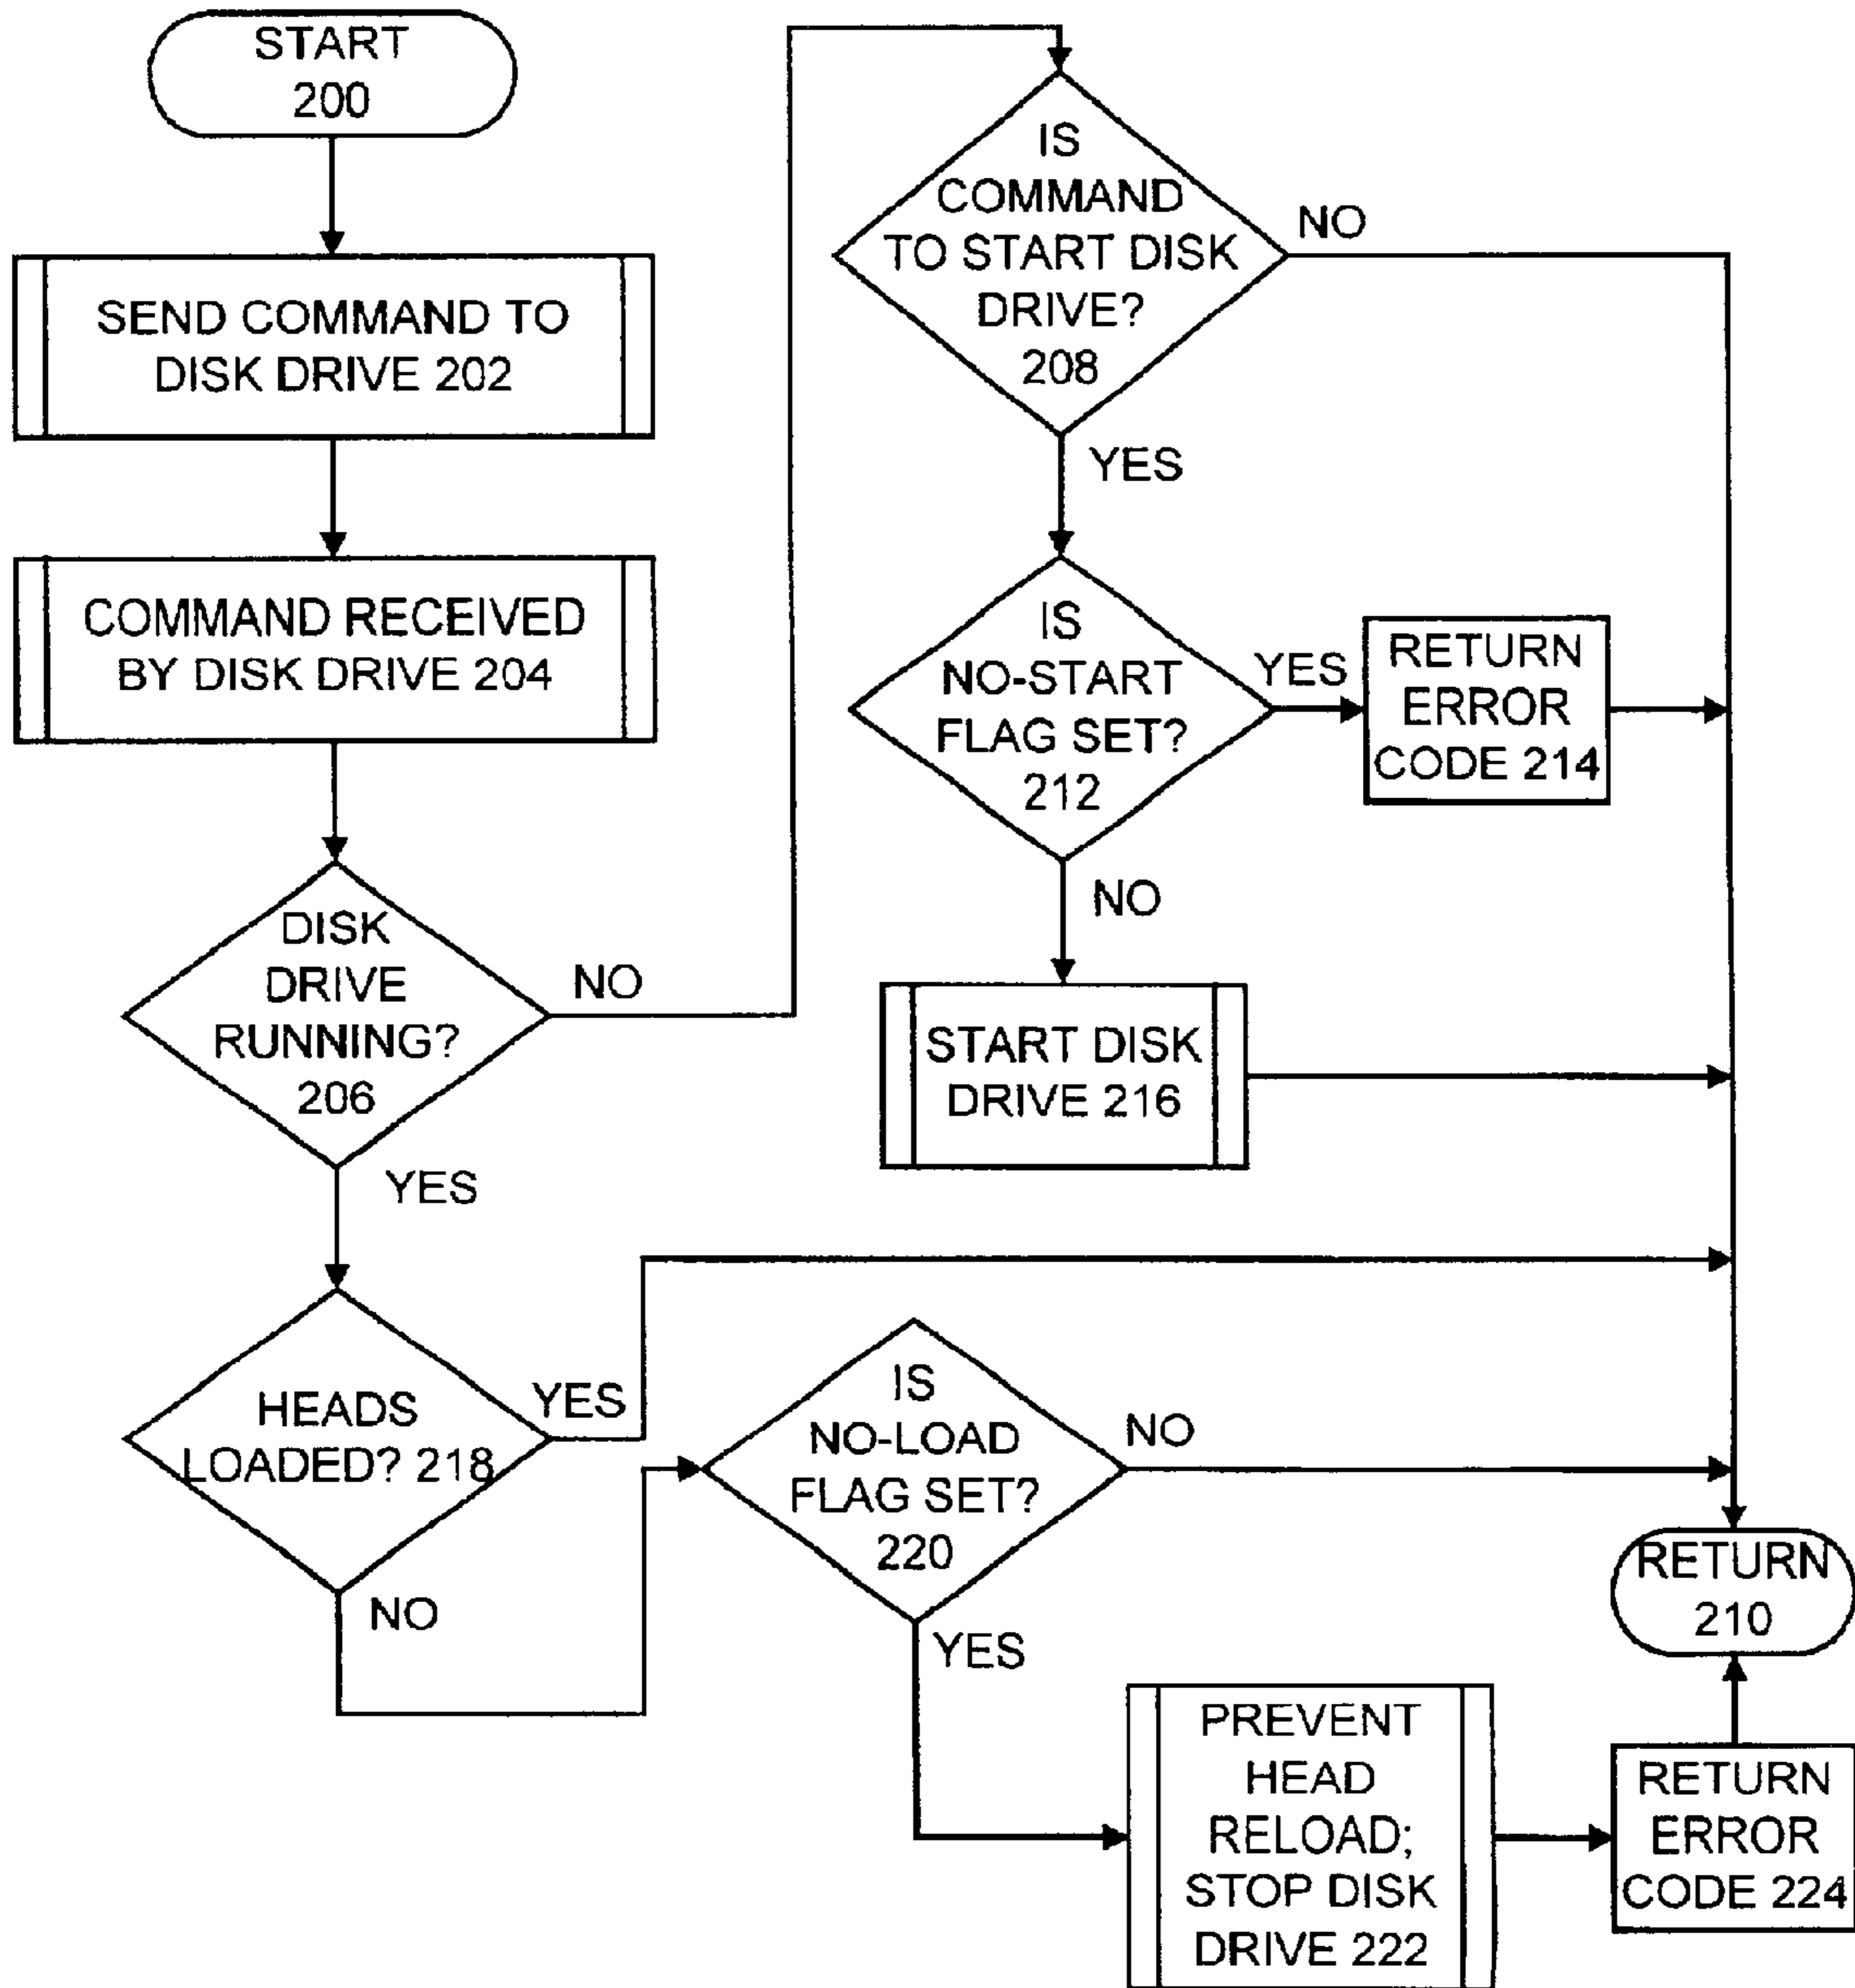 START
200
SEND COMMAND TO
DISK DRIVE 202
COMMAND RECEIVED
BY DISK DRIVE 204
DISK
DRIVE
RUNNING?
206
NO
YES
HEADS
LOADED? 218
YES
NO
IS
COMMAND
TO START DISK
DRIVE?
208
NO
YES
IS
NO-START
FLAG SET?
212
YES
RETURN
ERROR
CODE 214
NO
START DISK
DRIVE 216
IS
NO-LOAD
FLAG SET?
220
NO
YES
PREVENT
HEAD
RELOAD;
STOP DISK
DRIVE 222
RETURN
ERROR
CODE 224
RETURN
210